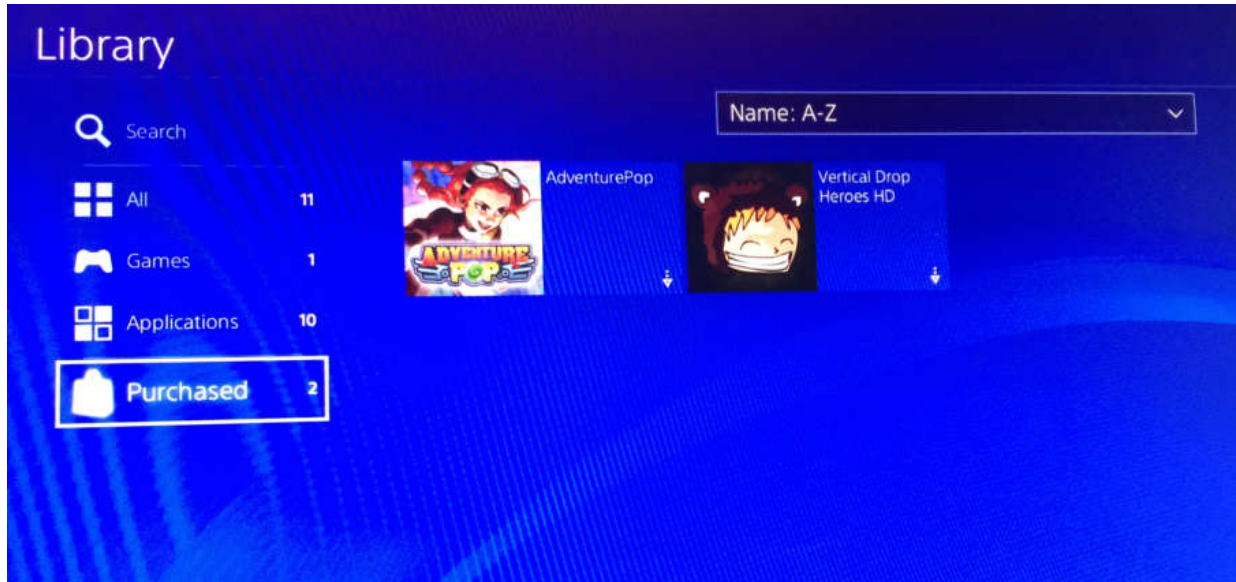 Library
Search
All 11
Games 1
Applications 10
Purchased 2
Name: A-Z
AdventurePop
ADVENTURE
POP
Vertical Drop
Heroes HD